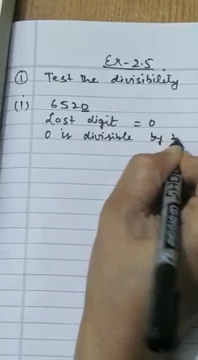 Ex-2.5
① Test the divisibility
(i) 6520
Last digit = 0
0 is divisible by